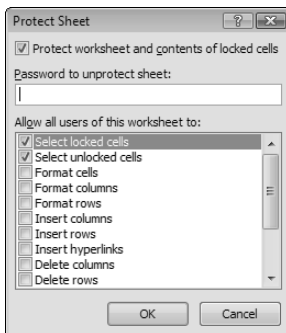 Protect Sheet
Protect worksheet and contents of locked cells
Password to unprotect sheet:
Allow all users of this worksheet to:
Select locked cells
Select unlocked cells
Format cells
Format columns
Format rows
Insert columns
Insert rows
Insert hyperlinks
Delete columns
Delete rows
OK Cancel